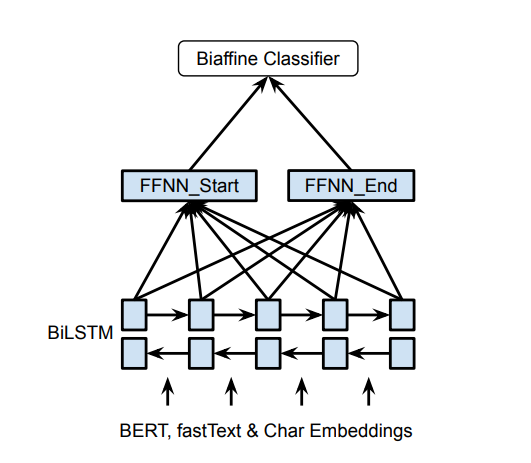 Biaffine Classifier
FFNN_Start
FFNN_End
BiLSTM
BERT, fastText & Char Embeddings